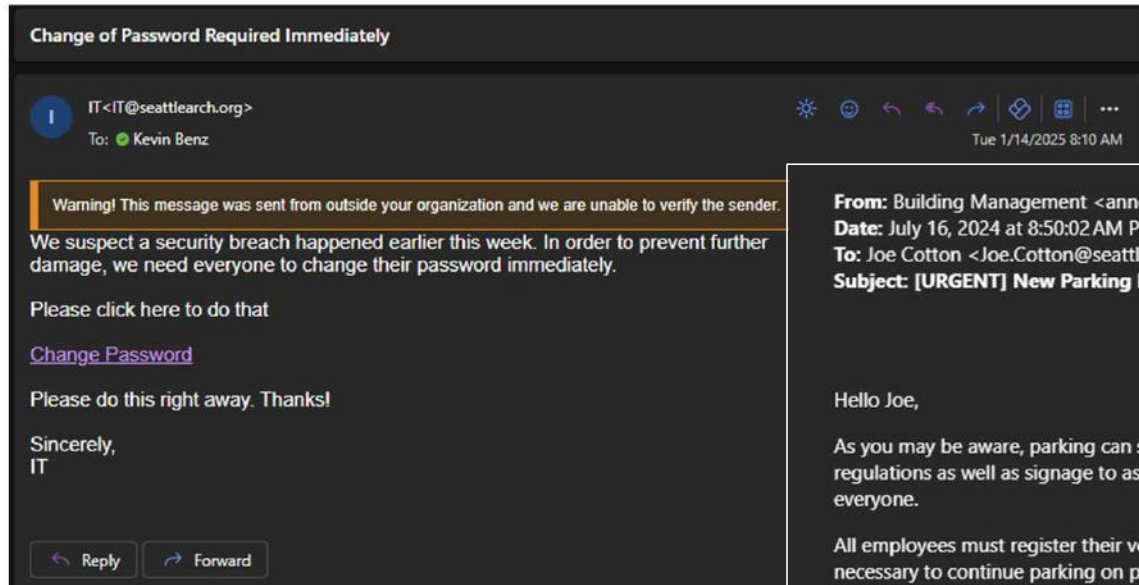 Change of Password Required Immediately
I
IT<IT@seattlearch.org>
To: Kevin Benz
Tue 1/14/2025 8:10 AM
Warning! This message was sent from outside your organization and we are unable to verify the sender.
We suspect a security breach happened earlier this week. In order to prevent further
damage, we need everyone to change their password immediately.
Please click here to do that
Change Password
Please do this right away. Thanks!
Sincerely,
IT
Reply
Forward
From: Building Management
Date: July 16, 2024 at 8:50:02 AM
To: Joe Cotton
Subject: [URGENT] New Parking
Hello Joe,
As you may be aware, parking can
regulations as well as signage to
everyone.
All employees must register their
necessary to continue parking on